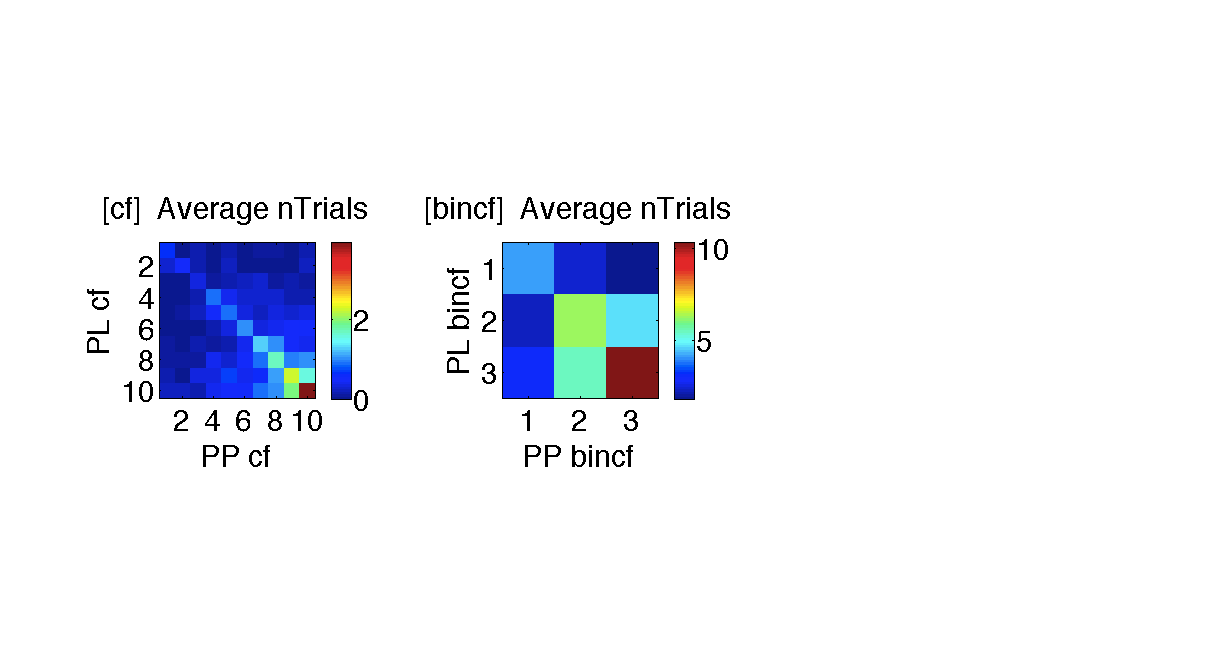 [cf]  Average nTrials
PL cf
2
4
6
8
10
2 4 6 8 10
PP cf
2
0
[bincf]  Average nTrials
PL bincf
1
2
3
1 2 3
PP bincf
10
5